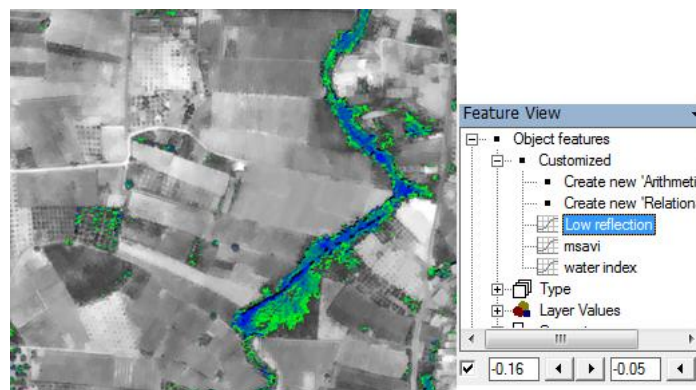 Feature View
Object features
Customized
Create new 'Arithmeti
Create new 'Relation
Low reflection
msavi
water index
Type
Layer Values
-0.16 -0.05